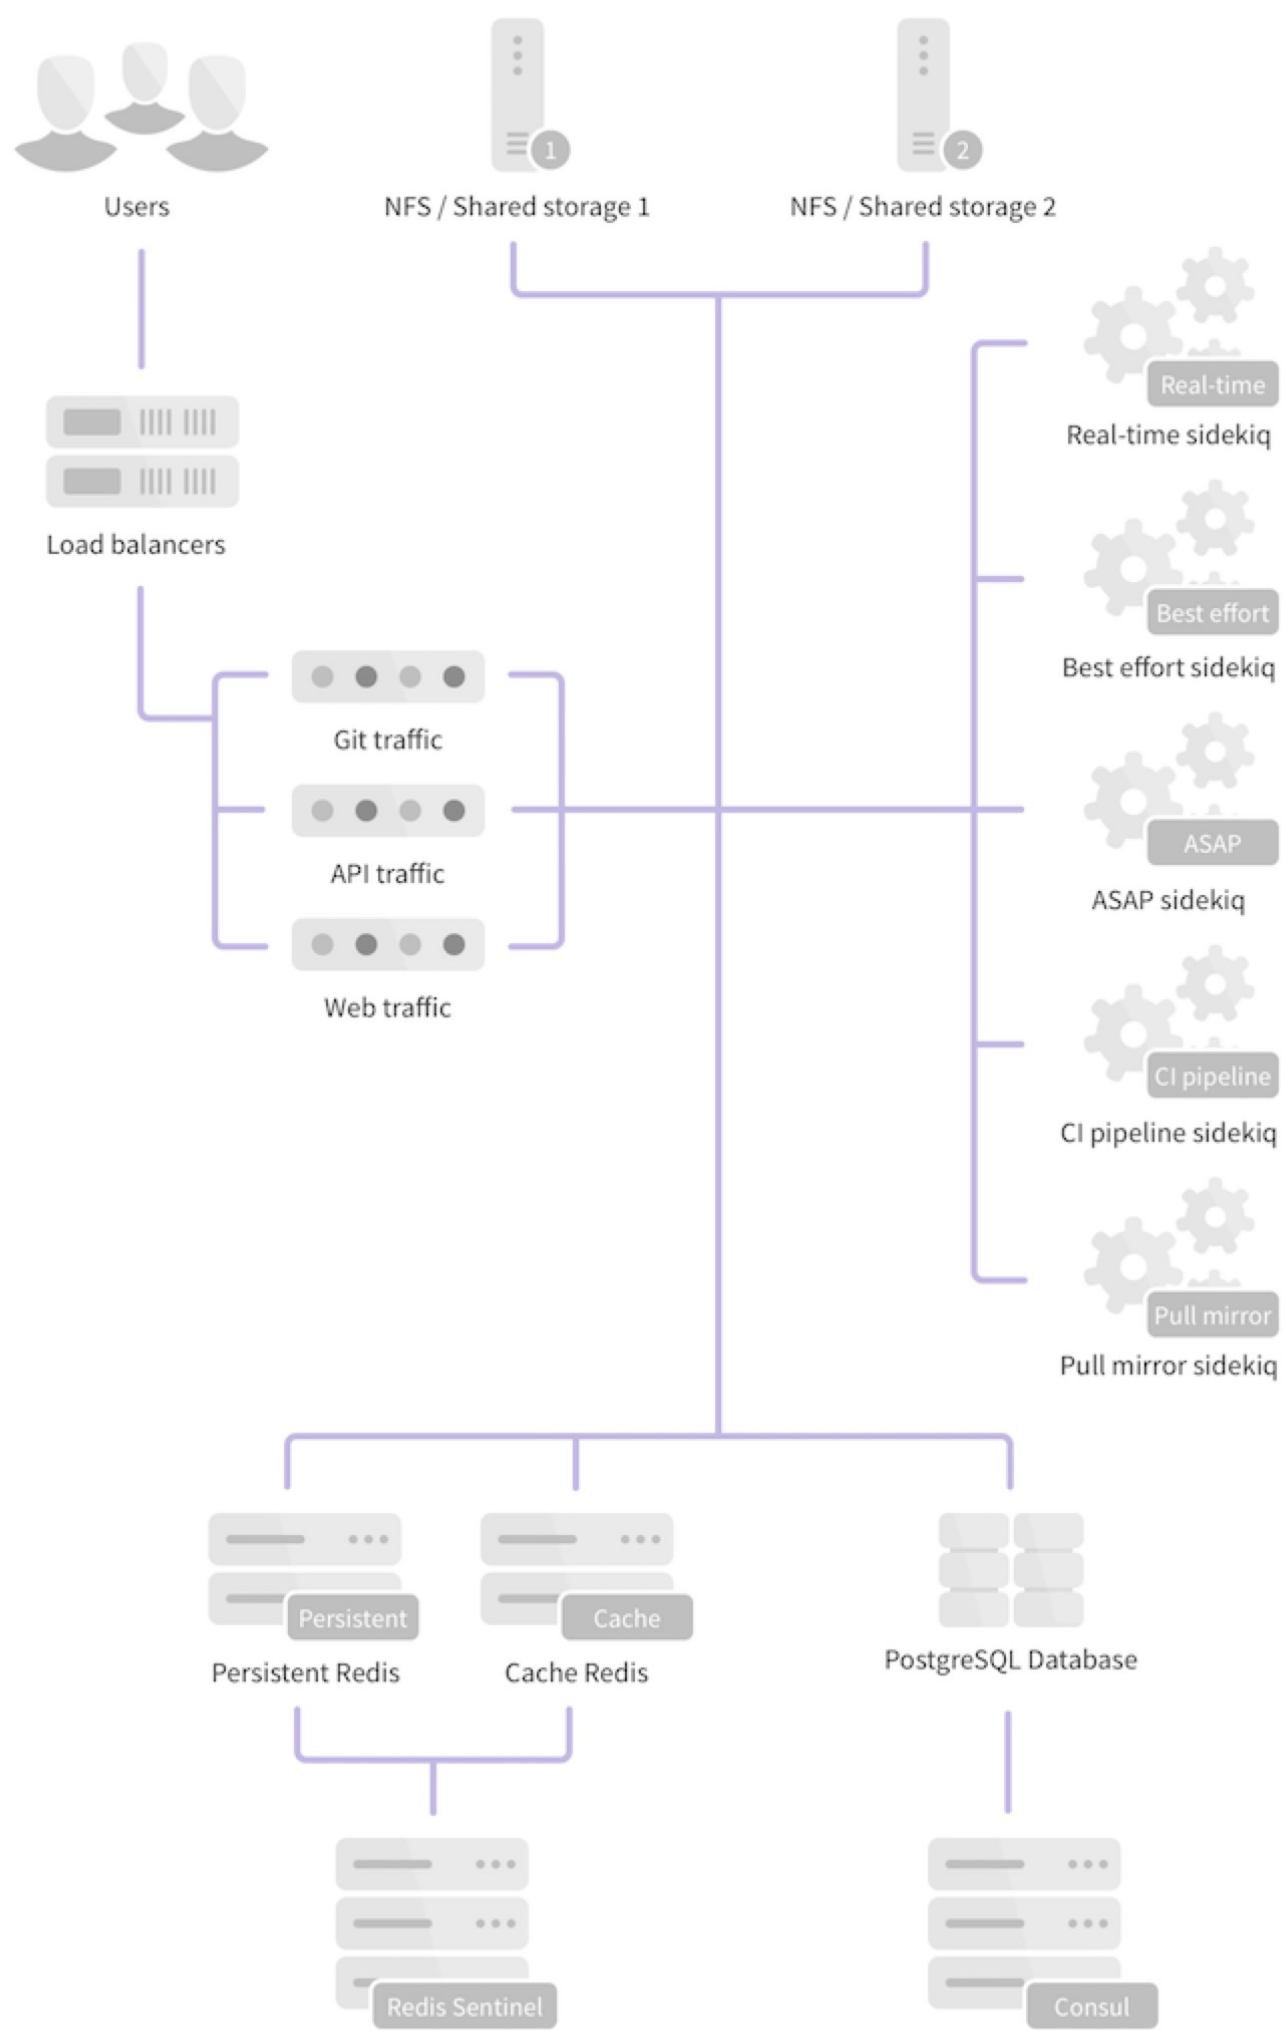 1
2
Users
NFS / Shared storage 1
NFS / Shared storage 2
Real-time
Real-time sidekiq
Load balancers
Best effort
Best effort sidekiq
Git traffic
API traffic
Web traffic
ASAP
ASAP sidekiq
CI pipeline
CI pipeline sidekiq
Pull mirror
Pull mirror sidekiq
Persistent
Persistent Redis
Cache
Cache Redis
PostgreSQL Database
Redis Sentinel
Consul